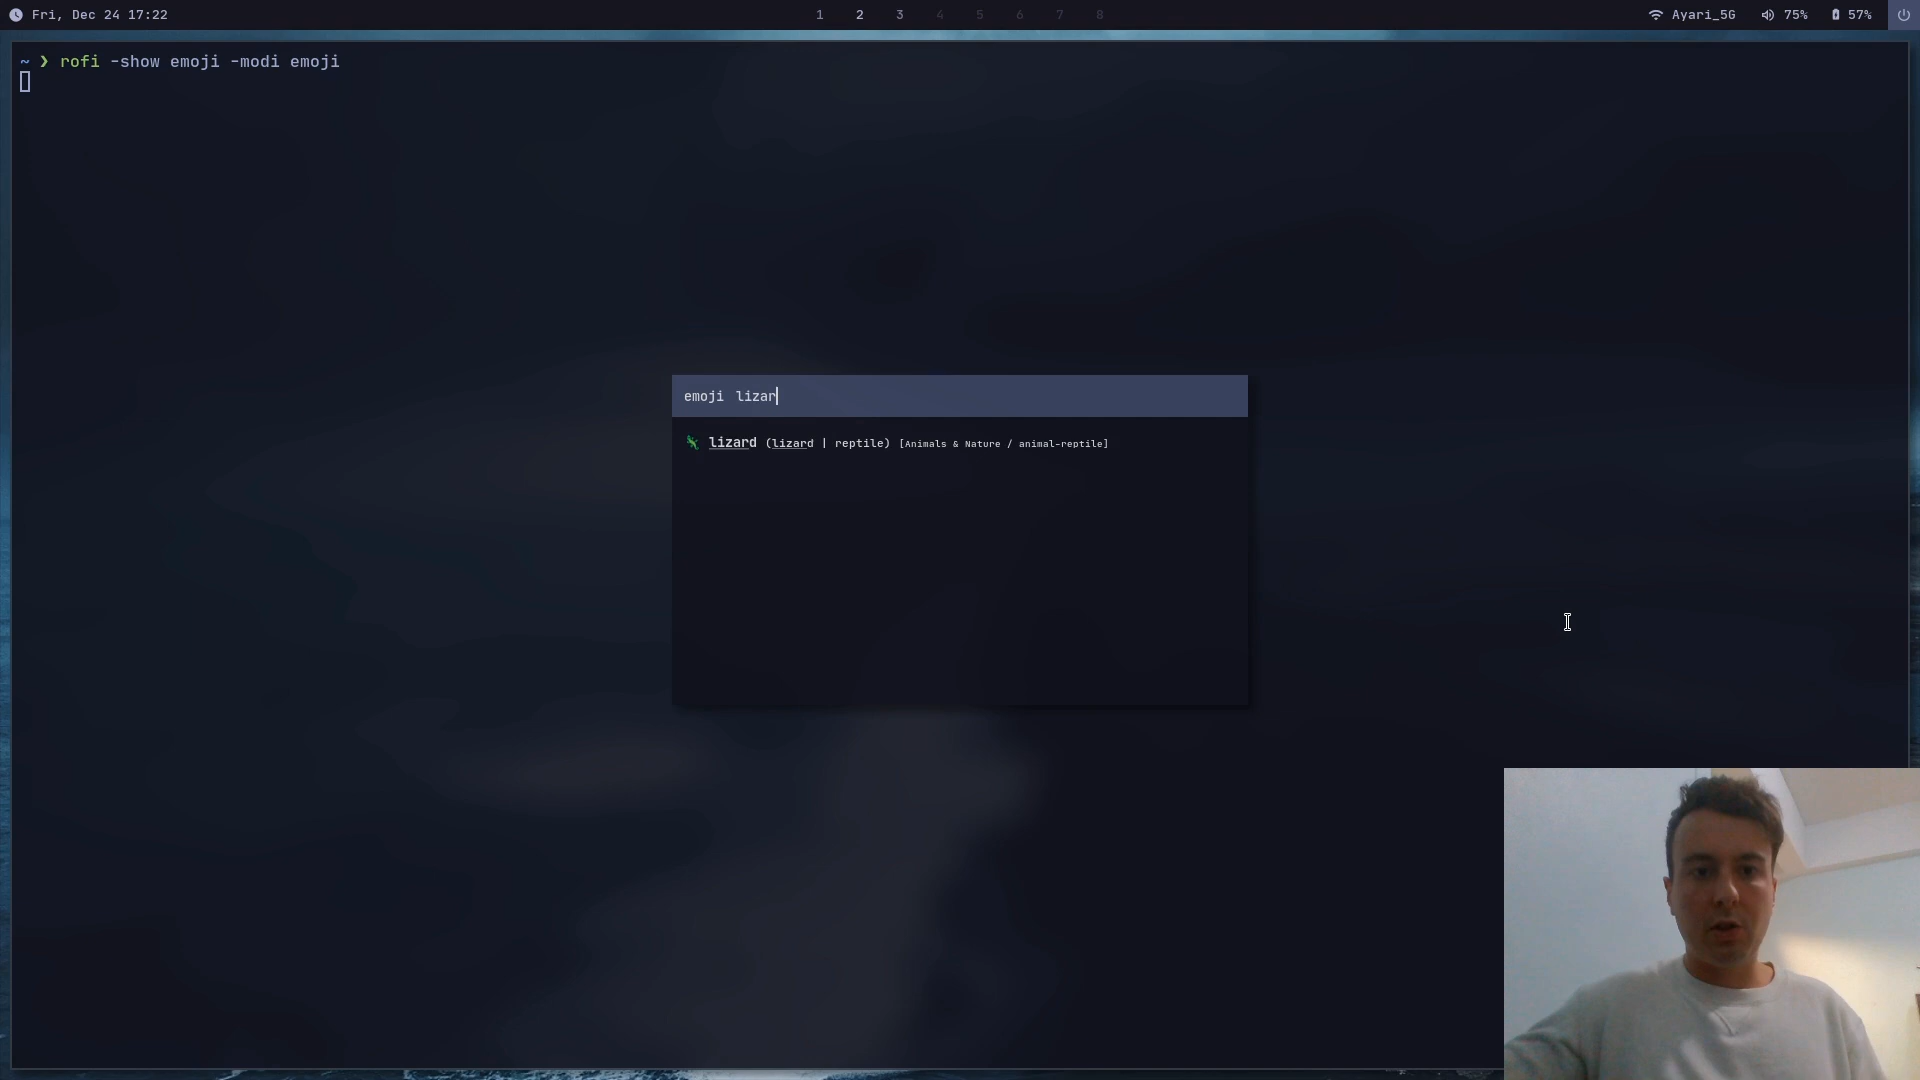 Fri, Dec 24 17:22
1 2 3 4 5 6 7 8
Ayari_5G 75% 57%
~ ❯ rofi -show emoji -modi emoji
emoji lizar
🦎 lizard (lizard | reptile) [Animals & Nature / animal-reptile]